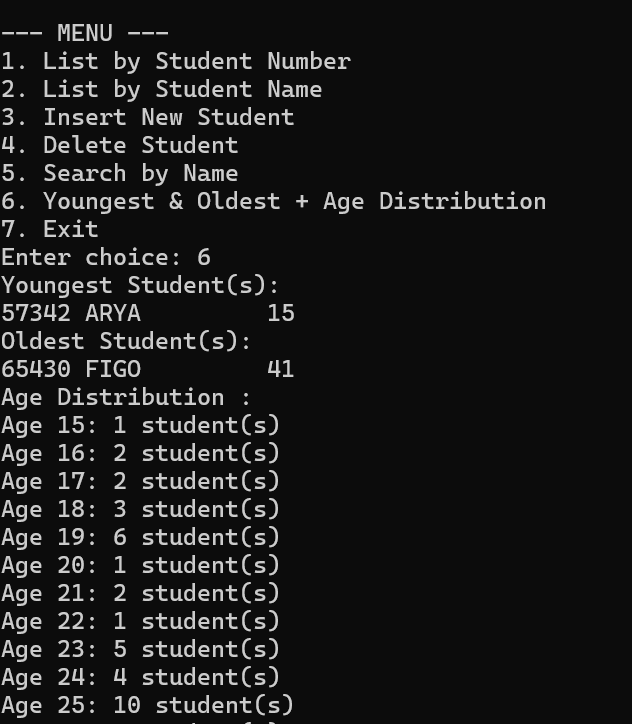 --- MENU ---
1. List by Student Number
2. List by Student Name
3. Insert New Student
4. Delete Student
5. Search by Name
6. Youngest & Oldest + Age Distribution
7. Exit
Enter choice: 6
Youngest Student(s):
57342 ARYA         15
Oldest Student(s):
65430 FIGO         41
Age Distribution :
Age 15: 1 student(s)
Age 16: 2 student(s)
Age 17: 2 student(s)
Age 18: 3 student(s)
Age 19: 6 student(s)
Age 20: 1 student(s)
Age 21: 2 student(s)
Age 22: 1 student(s)
Age 23: 5 student(s)
Age 24: 4 student(s)
Age 25: 10 student(s)